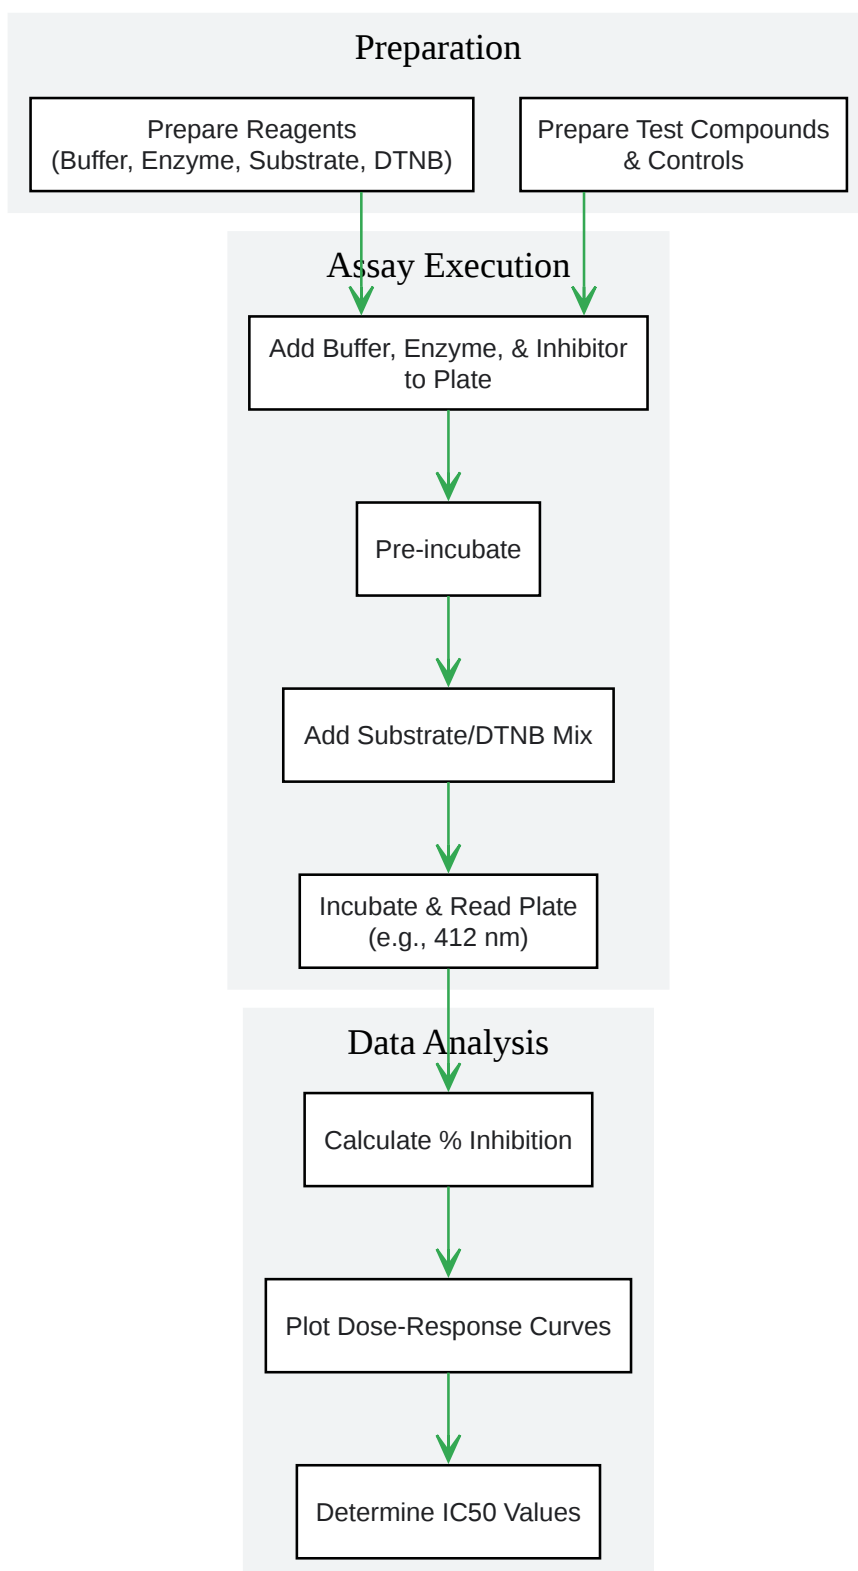 Preparation
Prepare Reagents
(Buffer, Enzyme, Substrate, DTNB)
Prepare Test Compounds
& Controls
Assay Execution
Add Buffer, Enzyme, & Inhibitor
to Plate
Pre-incubate
Add Substrate/DTNB Mix
Incubate & Read Plate
(e.g., 412 nm)
Data Analysis
Calculate % Inhibition
Plot Dose-Response Curves
Determine IC50 Values